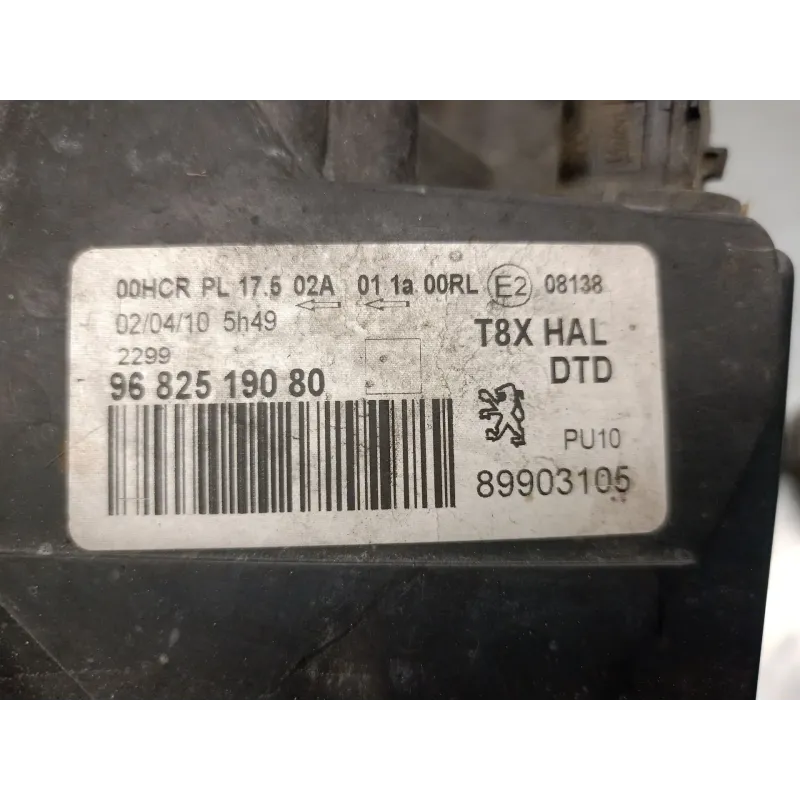 00HCR PL 17.5 02A 01 1a 00RL E2 08138
02/04/10 5h49
T8X HAL
2299
DTD
96 825 190 80
PU10
89903105